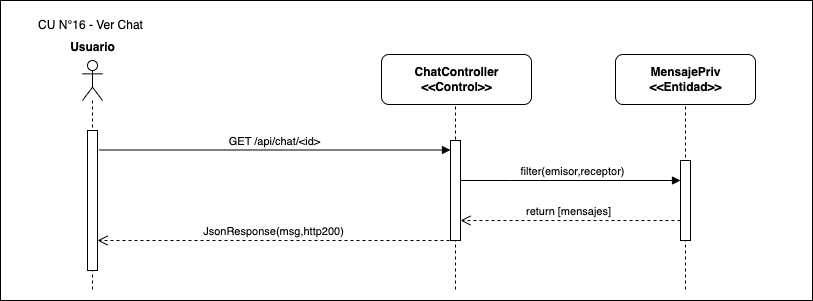 CU N°16 - Ver Chat
Usuario
ChatController
<<Control>>
MensajePriv
<<Entidad>>
GET /api/chat/<id>
filter(emisor,receptor)
return [mensajes]
JsonResponse(msg,http200)